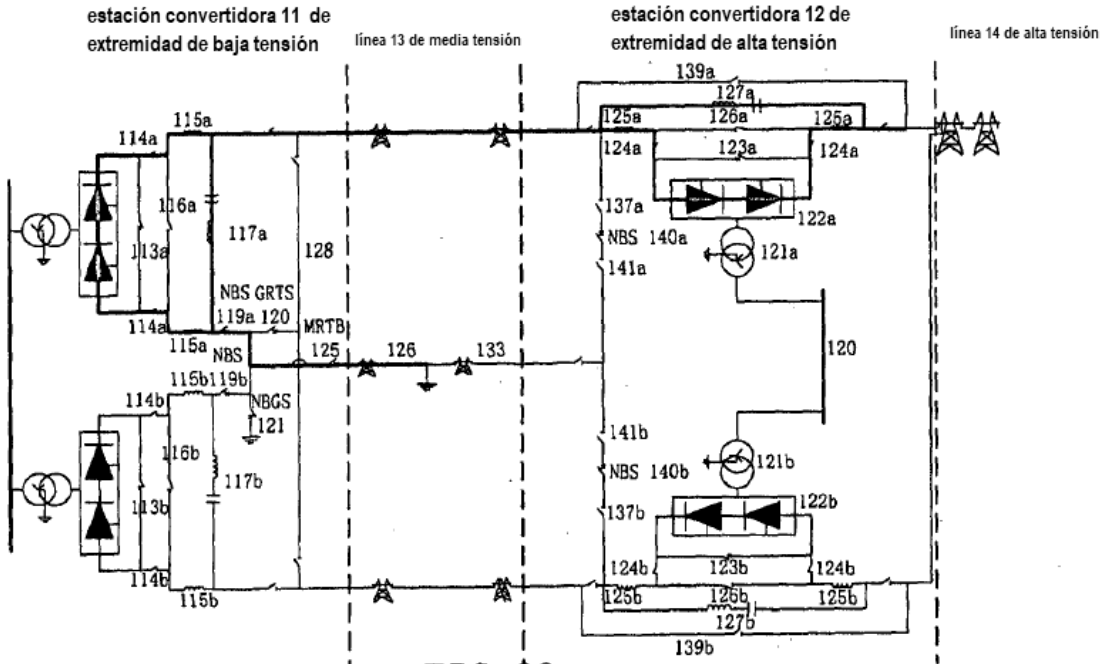 estación convertidora 11 de
extremidad de baja tensión
línea 13 de media tensión
estación convertidora 12 de
extremidad de alta tensión
línea 14 de alta tensión
139a
127a
115a
125a
126a
125a
114a
124a
123a
124a
116a
122a
137a
117a
NBS 140a
113a
128
121a
141a
NBS GRTS
114a
119a
120
115a
MRTB
NBS
125
126
133
120
115b
119b
114b
NBGS
121
141b
116b
121b
NBS 140b
117b
113b
122b
137b
114b
124b
123b
124b
115b
125b
126b
125b
127b
139b